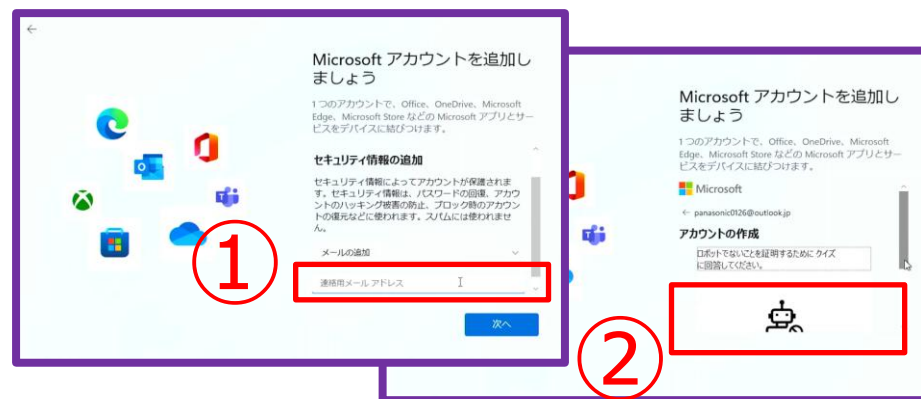 Microsoft アカウントを追加し
ましょう
1 つのアカウントで、Office、OneDrive、Microsoft
Edge、Microsoft Store などの Microsoft アプリとサー
ビスをデバイスに結びつけます。
セキュリティ情報の追加
セキュリティ情報によってアカウントが保護されま
す。セキュリティ情報は、パスワードの回復、アカウ
ントのハッキング被害の防止、ブロック時のアカウン
トの復元などに使われます。スパムには使われませ
ん。
メールの追加
連絡用メール アドレス
次へ
①
Microsoft アカウントを追加し
ましょう
1 つのアカウントで、Office、OneDrive、Microsoft
Edge、Microsoft Store などの Microsoft アプリとサー
ビスをデバイスに結びつけます。
Microsoft
← panasonic0126@outlook.jp
アカウントの作成
ロボットでないことを証明するために クイズ
に回答してください。
②